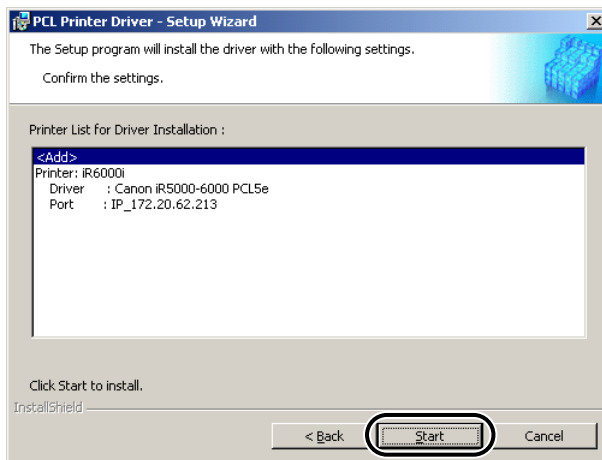 PCL Printer Driver - Setup Wizard
The Setup program will install the driver with the following settings.
Confirm the settings.
Printer List for Driver Installation :
<Add>
Printer: iR6000i
Driver : Canon iR5000-6000 PCL5e
Port : IP_172.20.62.213
Click Start to install.
InstallShield
< Back Start Cancel